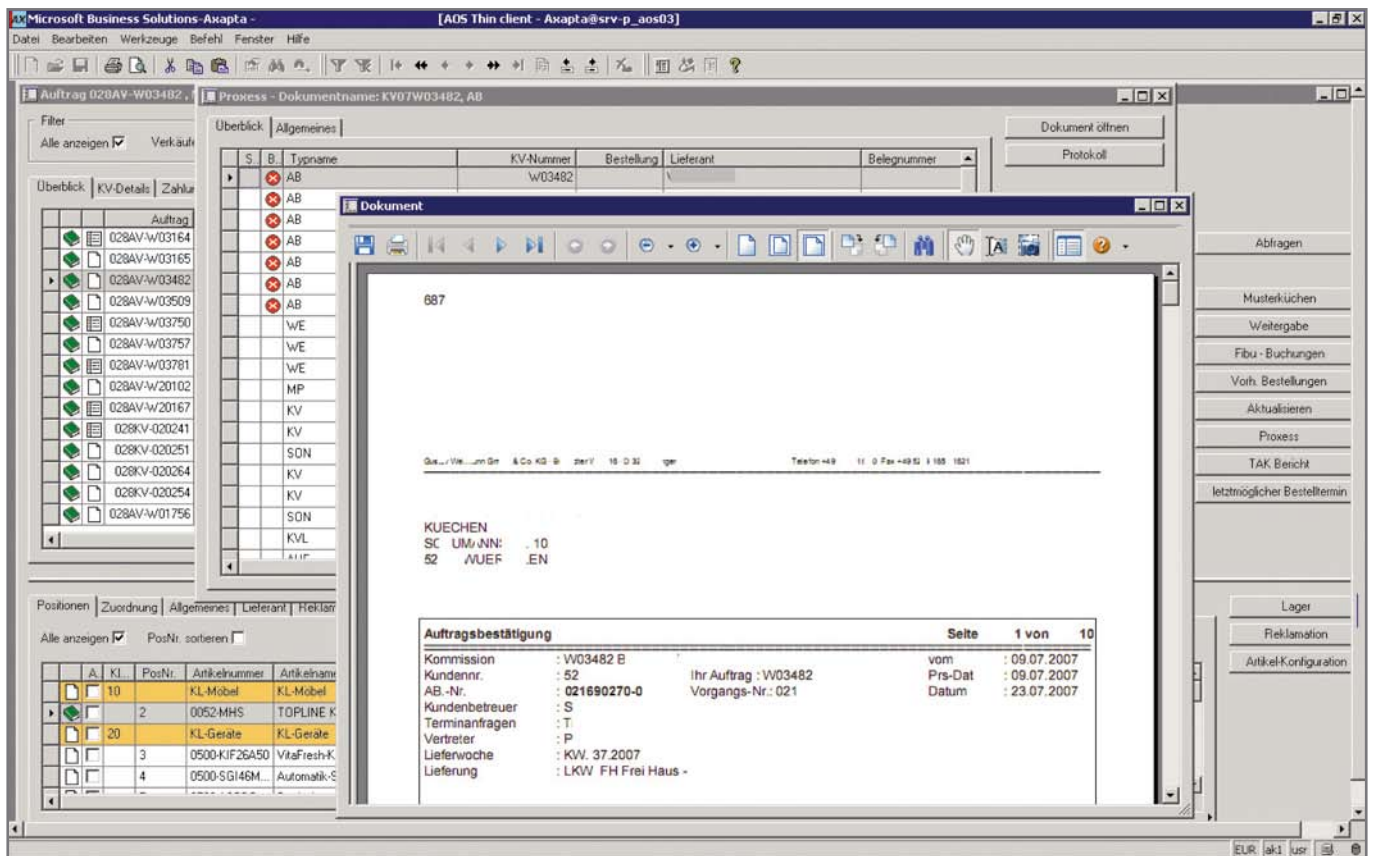 Microsoft Business Solutions-Axapta - [AOS Thin client - Axapta@srv-p_aos03]
Datei Bearbeiten Werkzeuge Befehl Fenster Hilfe
Auftrag 028AV-W03482 ,
Proxess - Dokumentname: KV07W03482, AB
Filter
Alle anzeigen
Überblick Allgemeines
Dokument öffnen
Protokoll
S.. B.. Typname KV-Nummer Bestellung Lieferant Belegnummer
AB W03482
AB
AB
AB
AB
AB
AB
WE
WE
WE
MP
KV
KV
SON
KV
KV
SON
KVL
Überblick KV-Details
Auftrag
028AV-W03164
028AV-W03165
028AV-W03482
028AV-W03509
028AV-W03750
028AV-W03757
028AV-W03781
028AV-W20102
028AV-W20167
028KV-020241
028KV-020251
028KV-020264
028KV-020254
028AV-W01756
Dokument
687
KUECHEN
10
52
Auftragsbestätigung Seite 1 von 10
Kommission : W03482 B vom : 09.07.2007
Kundennr. : 52 Ihr Auftrag : W03482 Prs-Dat : 09.07.2007
AB.-Nr. : 021690270-0 Vorgangs-Nr.: 021 Datum : 23.07.2007
Kundenbetreuer : S
Terminanfragen : T
Vertreter : P
Lieferwoche : KW. 37.2007
Lieferung : LKW FH Frei Haus -
Abfragen
Musterküchen
Weitergabe
Fibu - Buchungen
Vorh. Bestellungen
Aktualisieren
Proxess
TAK Bericht
letztmöglicher Bestelltermin
Positionen Zuordnung Allgemeines Lieferant
Alle anzeigen PosNr. sortieren
A.. Kl... PosNr. Artikelnummer Artikelname
10 KL-Möbel KL-Möbel
2 0052-MHS TOPLINE K
20 KL-Geräte KL-Geräte
3 0500-KIF26A50 VitaFresh-K
4 0500-SGI46M... Automatik-S
Lager
Reklamation
Artikel-Konfiguration
EUR ak1 usr